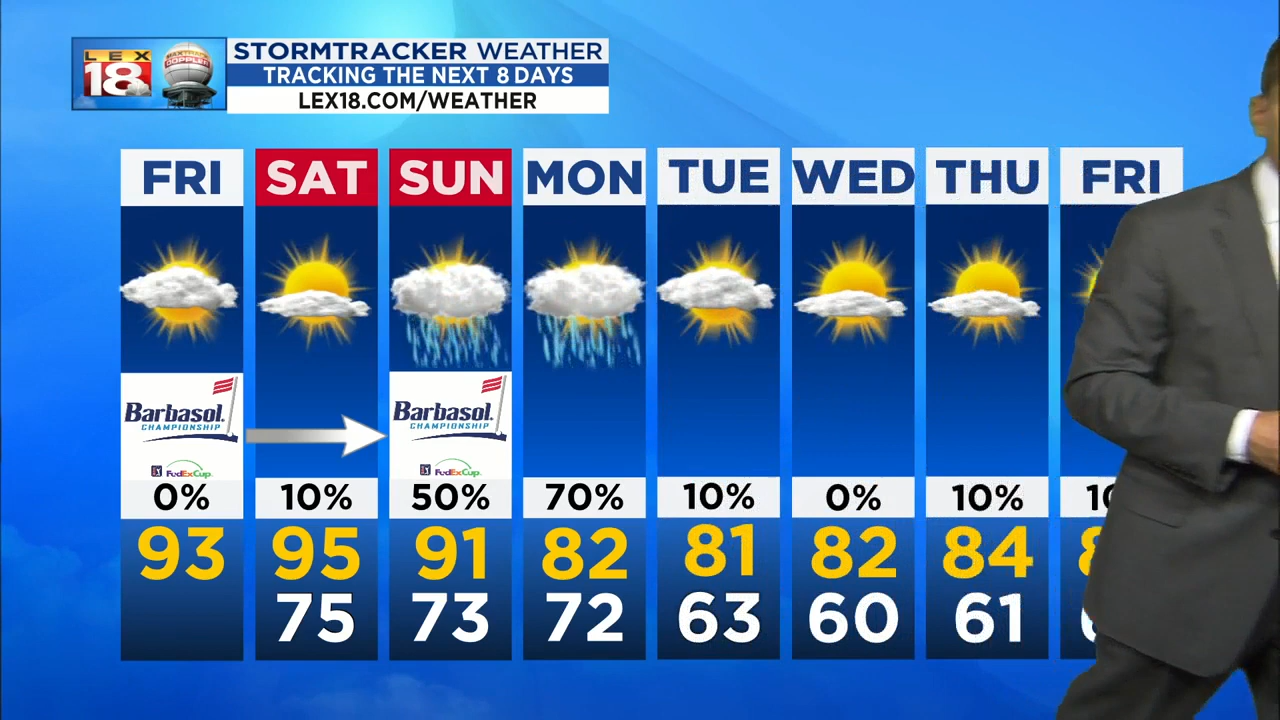 LEX
18
DOPPLER
STORMTRACKER WEATHER
TRACKING THE NEXT 8 DAYS
LEX18.COM/WEATHER
FRI SAT SUN MON TUE WED THU FRI
Barbasol. Barbasol.
CHAMPIONSHIP CHAMPIONSHIP
FedExCup FedExCup
0% 10% 50% 70% 10% 0% 10%
93 95 91 82 81 82 84
75 73 72 63 60 61